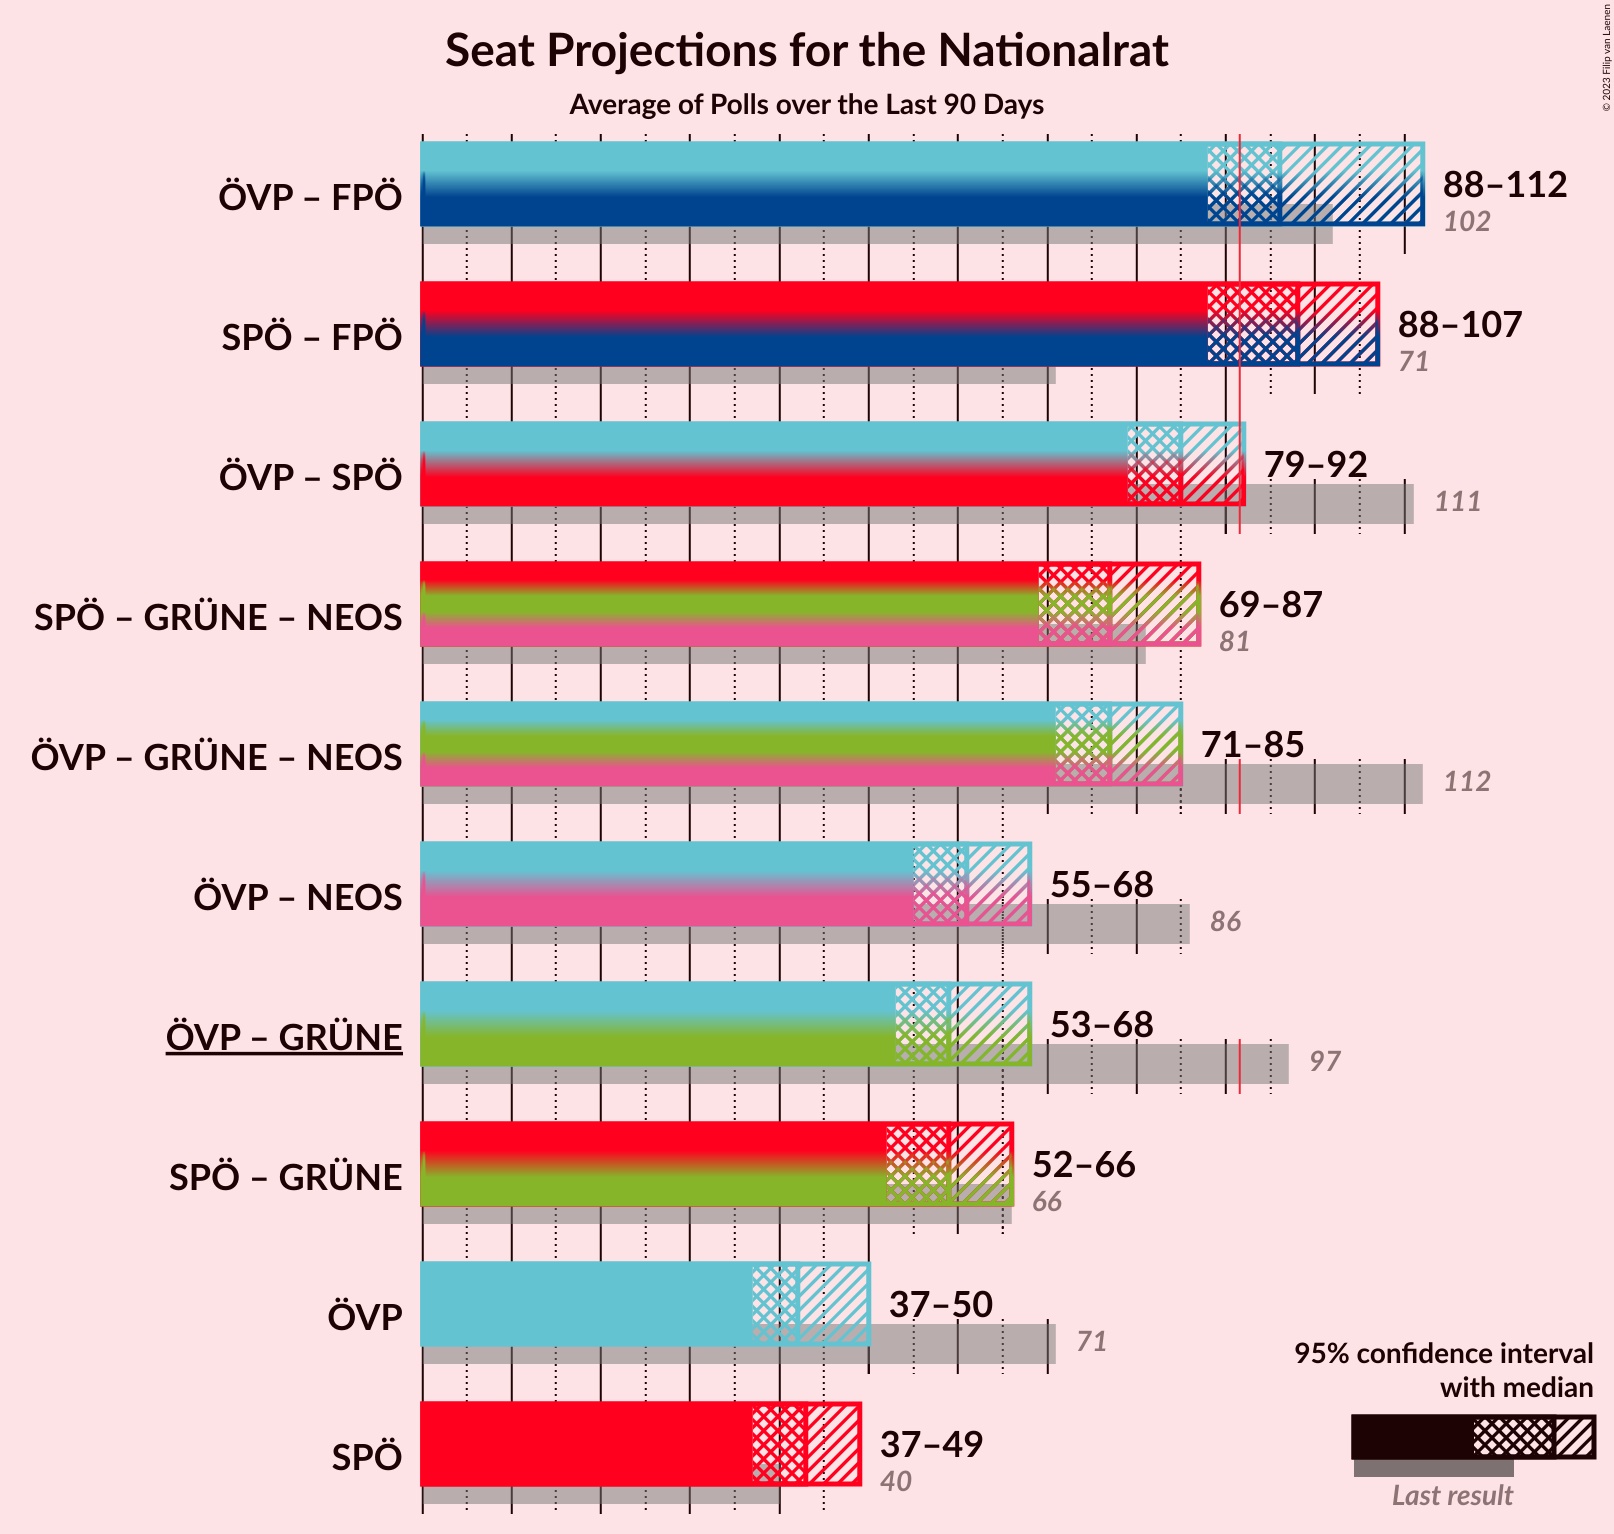 Seat Projections for the Nationalrat
Average of Polls over the Last 90 Days
© 2023 Filip van Laenen
ÖVP – FPÖ
88–112
102
SPÖ – FPÖ
88–107
71
ÖVP – SPÖ
79–92
111
SPÖ – GRÜNE – NEOS
69–87
81
ÖVP – GRÜNE – NEOS
71–85
112
ÖVP – NEOS
55–68
86
ÖVP – GRÜNE
53–68
97
SPÖ – GRÜNE
52–66
66
ÖVP
37–50
71
SPÖ
37–49
40
95% confidence interval
with median
Last result